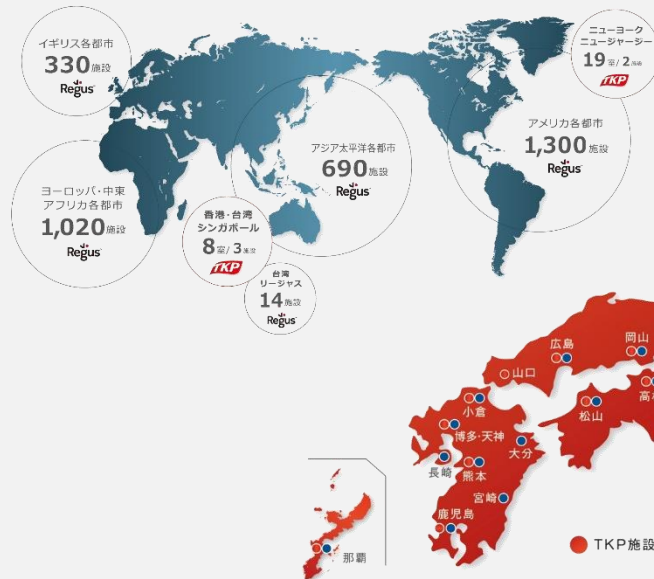 イギリス各都市
330施設
Regus
ニューヨーク
ニュージャージー
19室/2施設
TKP
アメリカ各都市
1,300施設
Regus
アジア太平洋各都市
690施設
Regus
ヨーロッパ・中東
アフリカ各都市
1,020施設
Regus
香港・台湾
シンガポール
8室/3施設
TKP
台湾
リージャス
14施設
Regus
広島
岡山
山口
高松
小倉
松山
博多・天神
大分
長崎
熊本
宮崎
鹿児島
那覇
TKP施設